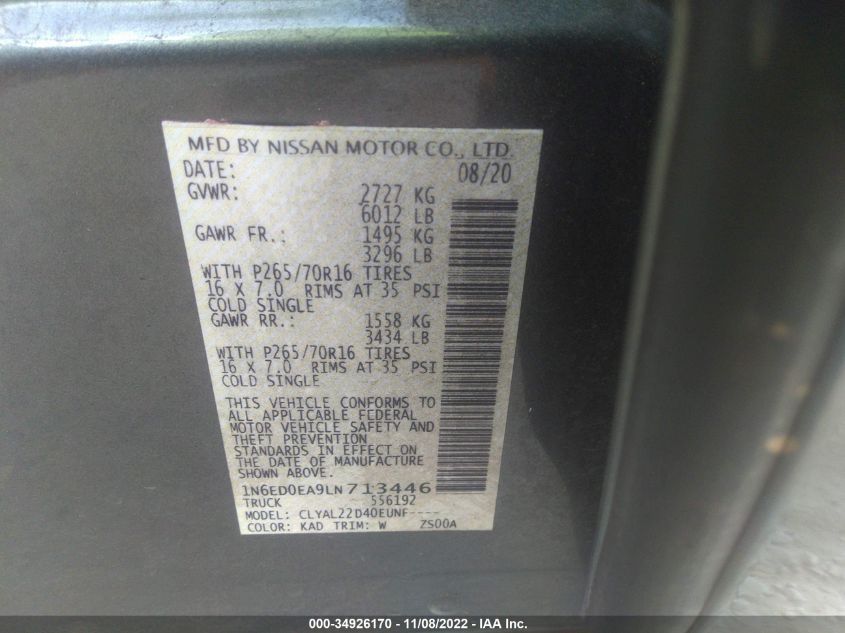 MFD BY NISSAN MOTOR CO., LTD.
DATE: 08/20
GVWR: 2727 KG
6012 LB
GAWR FR.: 1495 KG
3296 LB
WITH P265/70R16 TIRES
16 X 7.0 RIMS AT 35 PSI
COLD SINGLE
GAWR RR.: 1558 KG
3434 LB
WITH P265/70R16 TIRES
16 X 7.0 RIMS AT 35 PSI
COLD SINGLE
THIS VEHICLE CONFORMS TO
ALL APPLICABLE FEDERAL
MOTOR VEHICLE SAFETY AND
THEFT PREVENTION
STANDARDS IN EFFECT ON
THE DATE OF MANUFACTURE
SHOWN ABOVE.
1N6ED0EA9LN713446
TRUCK 556192
MODEL: CLYAL22D40EUNF----
COLOR: KAD TRIM: W ZS00A
000-34926170 - 11/08/2022 - IAA Inc.